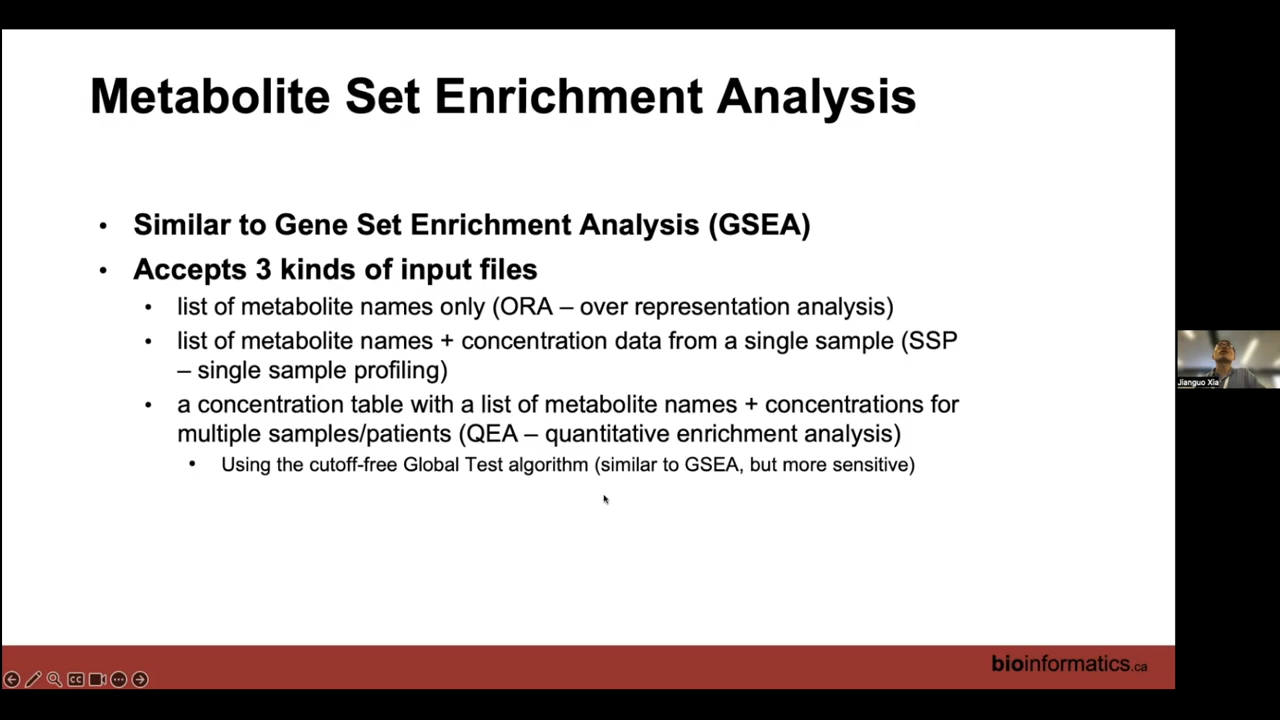 Metabolite Set Enrichment Analysis
• Similar to Gene Set Enrichment Analysis (GSEA)
• Accepts 3 kinds of input files
• list of metabolite names only (ORA – over representation analysis)
• list of metabolite names + concentration data from a single sample (SSP
– single sample profiling)
• a concentration table with a list of metabolite names + concentrations for
multiple samples/patients (QEA – quantitative enrichment analysis)
• Using the cutoff-free Global Test algorithm (similar to GSEA, but more sensitive)
Jianguo Xia
bioinformatics.ca
CC